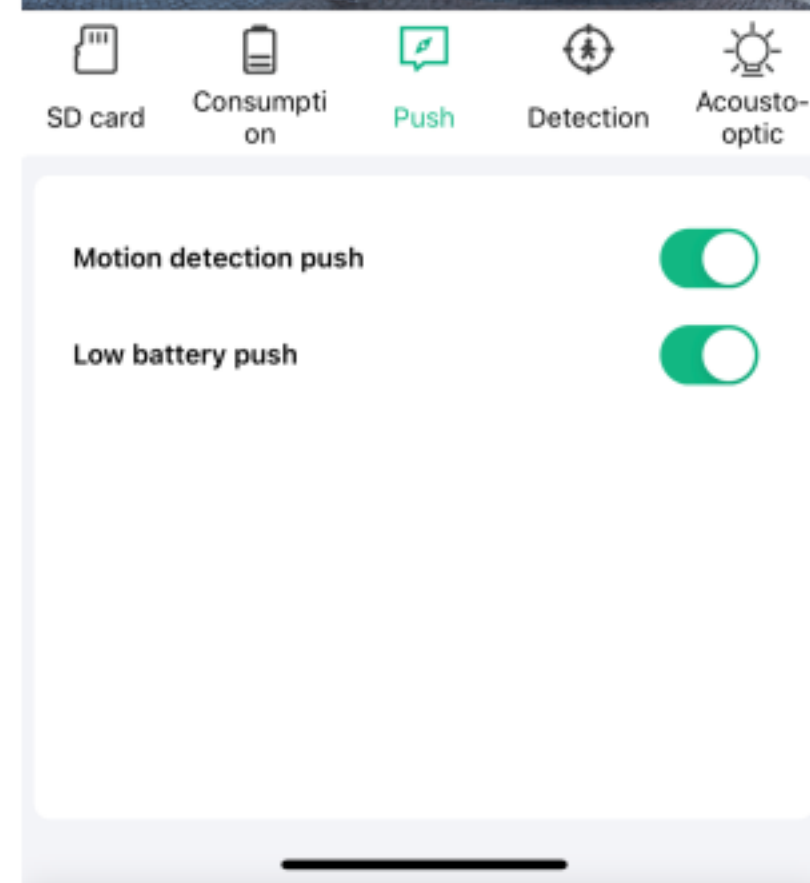 SD card
Consumpti
on
Push
Detection
Acousto-
optic
Motion detection push
Low battery push